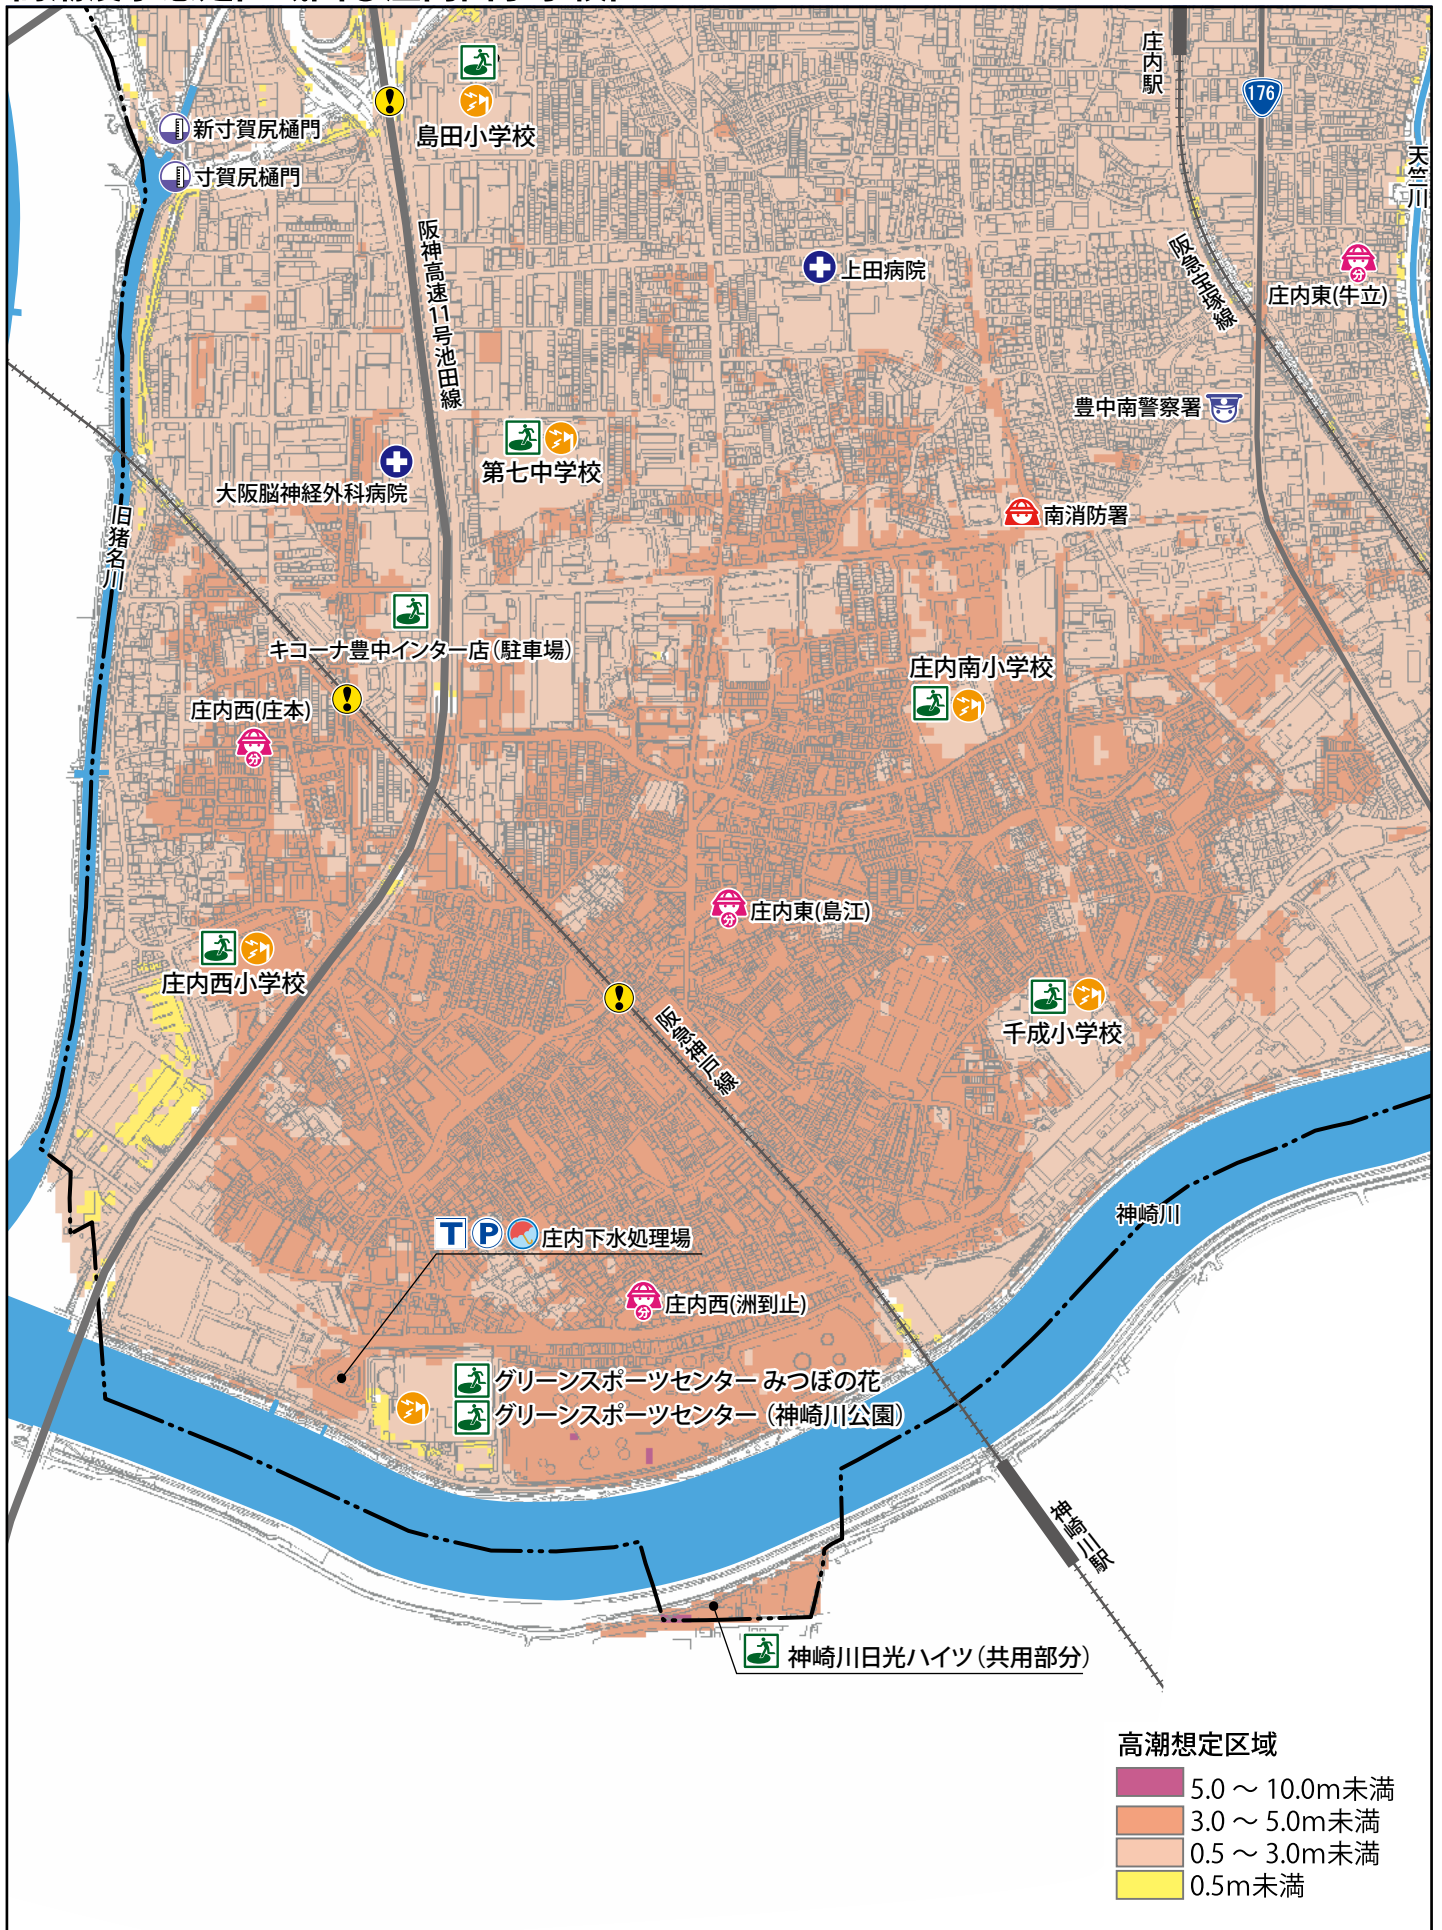 庄内駅
176
新寸賀尻樋門
島田小学校
寸賀尻樋門
天竺川
阪神高速11号池田線
阪急宝塚線
上田病院
分
庄内東(牛立)
豊中南警察署
第七中学校
大阪脳神経外科病院
南消防署
旧猪名川
キコーナ豊中インター店(駐車場)
庄内南小学校
庄内西(庄本)
分
庄内東(島江)
分
庄内西小学校
千成小学校
阪急神戸線
神崎川
T P 庄内下水処理場
庄内西(洲到止)
分
グリーンスポーツセンター みつぼの花
グリーンスポーツセンター (神崎川公園)
神崎川駅
神崎川日光ハイツ(共用部分)
高潮想定区域
5.0 ～ 10.0m未満
3.0 ～ 5.0m未満
0.5 ～ 3.0m未満
0.5m未満